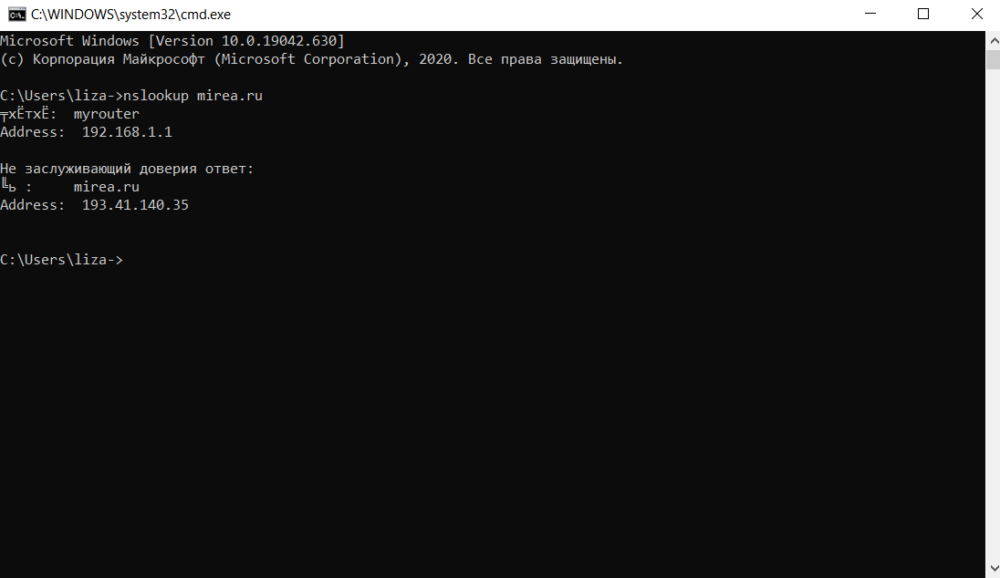 C:\WINDOWS\system32\cmd.exe
Microsoft Windows [Version 10.0.19042.630]
(c) Корпорация Майкрософт (Microsoft Corporation), 2020. Все права защищены.
C:\Users\liza->nslookup mirea.ru
╤хЁтхЁ:  myrouter
Address:  192.168.1.1
Не заслуживающий доверия ответ:
╚ь :     mirea.ru
Address:  193.41.140.35
C:\Users\liza->